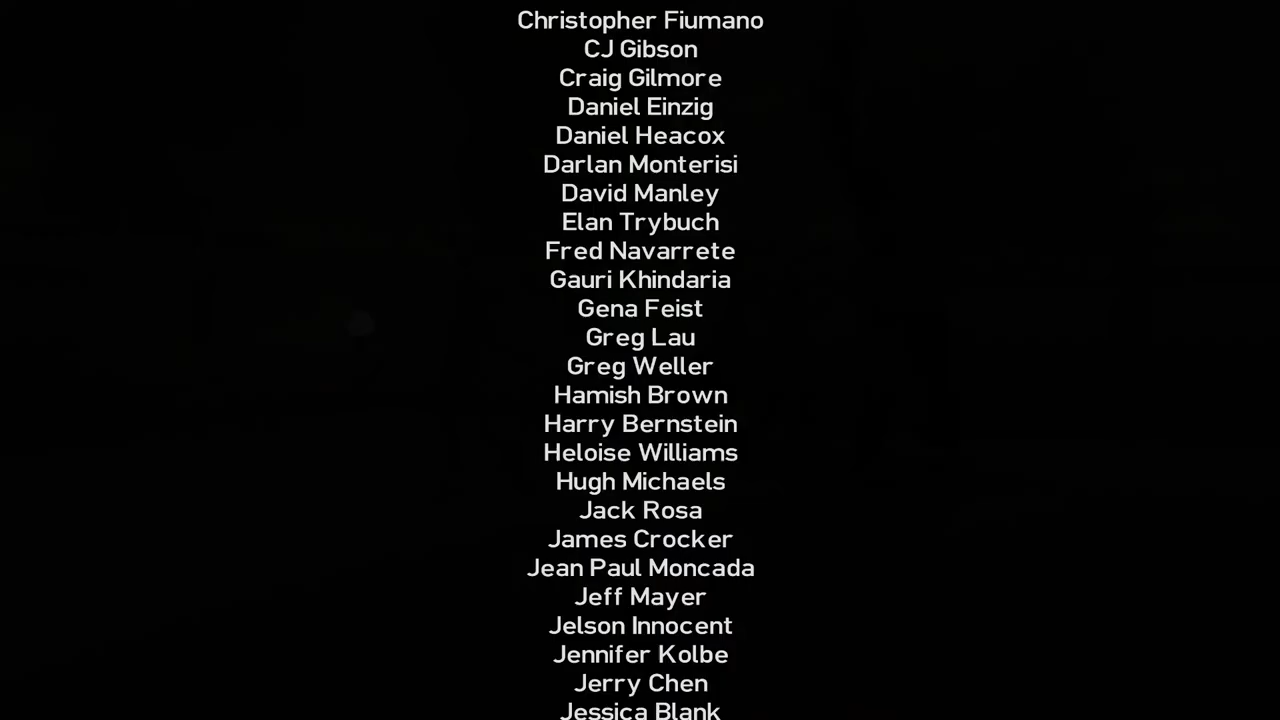 Christopher Fiumano
CJ Gibson
Craig Gilmore
Daniel Einzig
Daniel Heacox
Darlan Monterisi
David Manley
Elan Trybuch
Fred Navarrete
Gauri Khindaria
Gena Feist
Greg Lau
Greg Weller
Hamish Brown
Harry Bernstein
Heloise Williams
Hugh Michaels
Jack Rosa
James Crocker
Jean Paul Moncada
Jeff Mayer
Jelson Innocent
Jennifer Kolbe
Jerry Chen
Jessica Blank